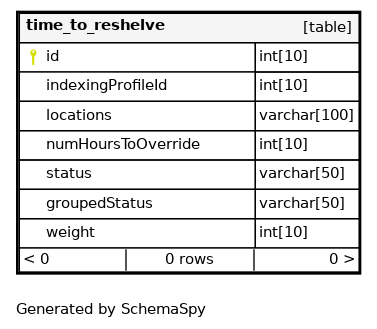 time_to_reshelve [table]
id int[10]
indexingProfileId int[10]
locations varchar[100]
numHoursToOverride int[10]
status varchar[50]
groupedStatus varchar[50]
weight int[10]
< 0 0 rows 0 >
Generated by SchemaSpy